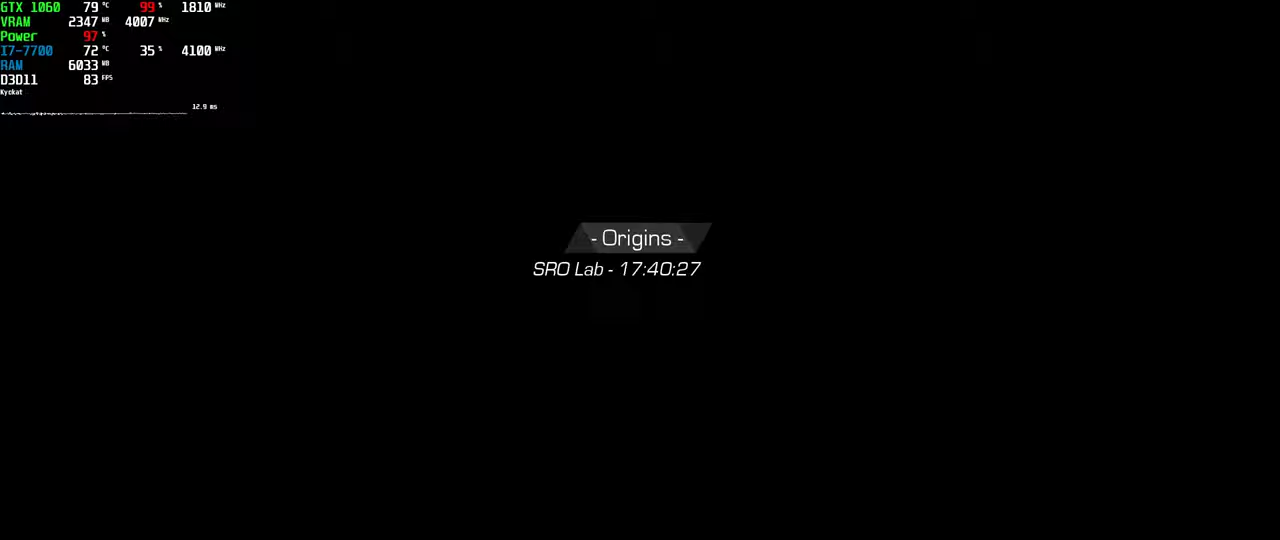 GTX 1060 79 °C 99 % 1810 MHz
VRAM 2347 MB 4007 MHz
Power 97 %
I7-7700 72 °C 35 % 4100 MHz
RAM 6033 MB
D3D11 83 FPS
Kyokat
12.9 ms
- Origins -
SRO Lab - 17:40:27